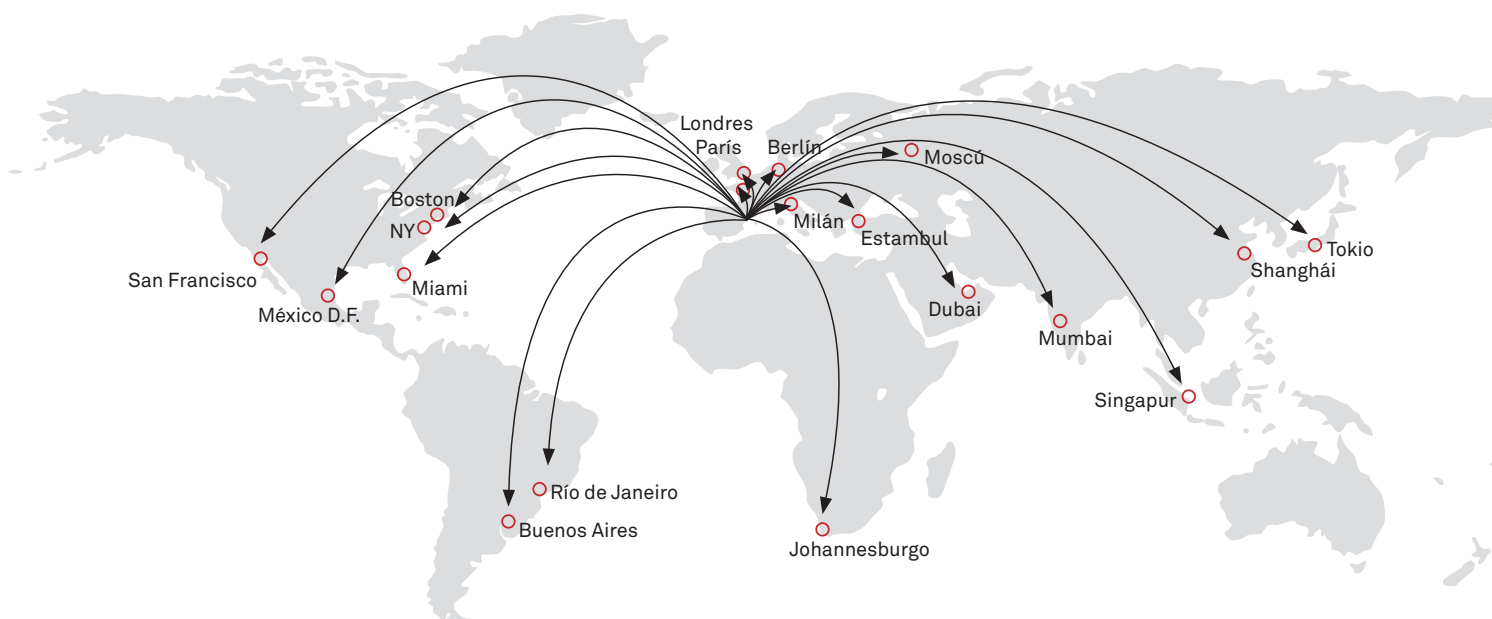 Londres
París
Berlín
Moscú
Boston
NY
Milán
Estambul
San Francisco
México D.F.
Miami
Dubai
Mumbai
Shanghái
Tokio
Singapur
Río de Janeiro
Buenos Aires
Johannesburgo